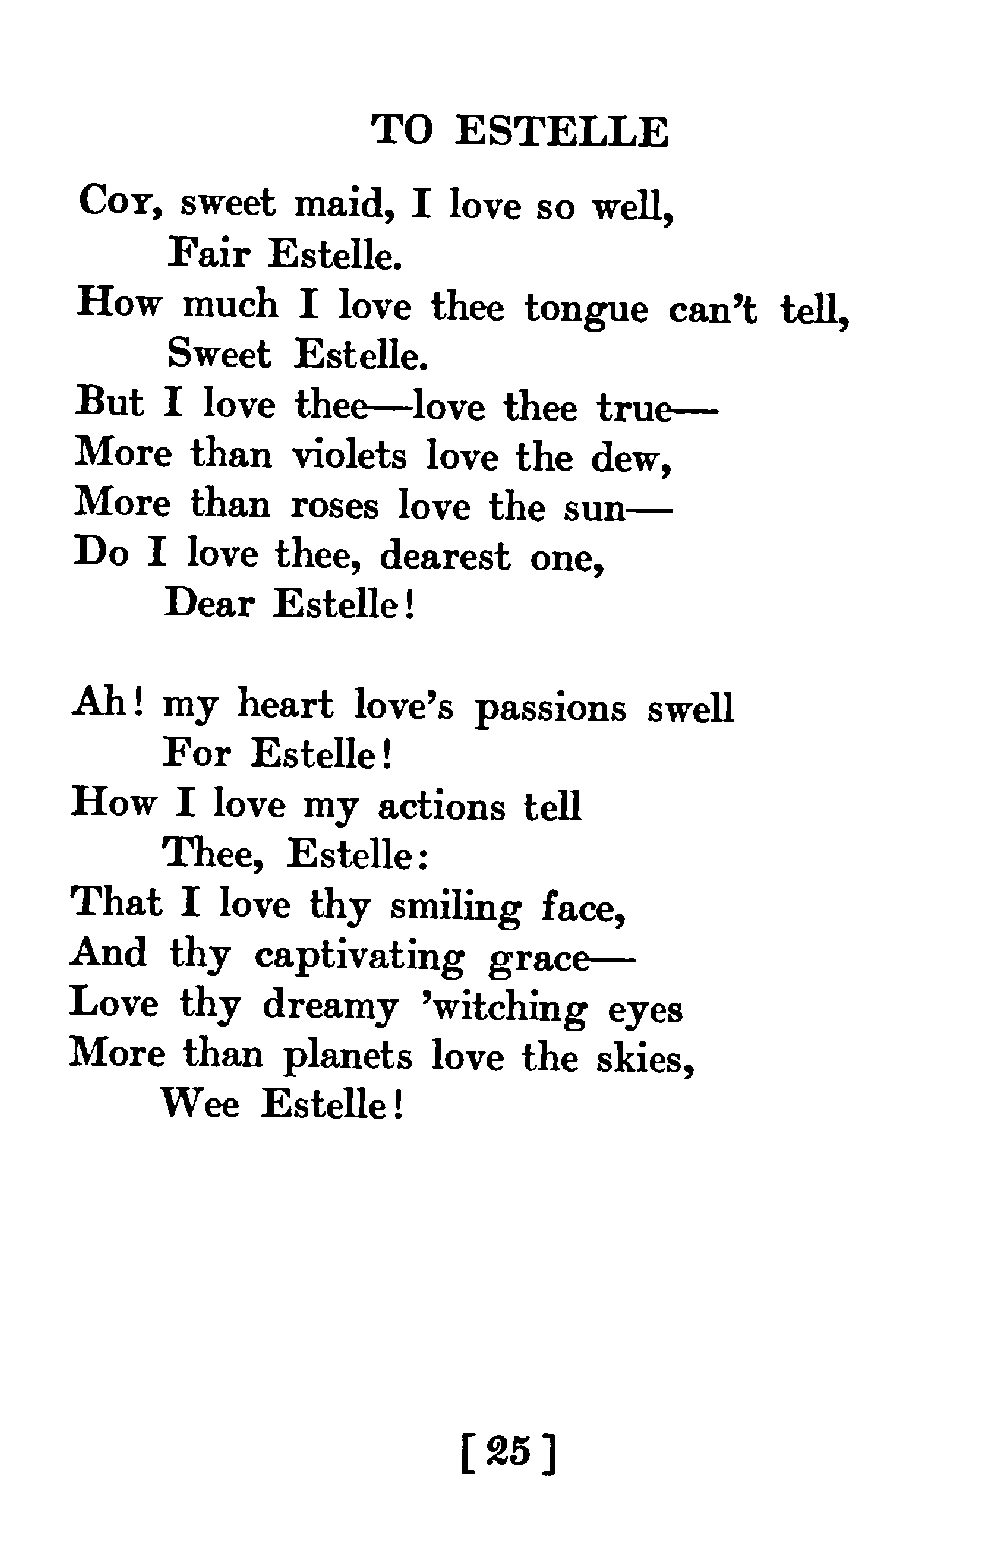 TO ESTELLE
Coy, sweet maid, I love so well,
Fair Estelle.
How much I love thee tongue can't tell,
Sweet Estelle.
But I love thee—love thee true—
More than violets love the dew,
More than roses love the sun—
Do I love thee, dearest one,
Dear Estelle!
Ah! my heart love's passions swell
For Estelle!
How I love my actions tell
Thee, Estelle:
That I love thy smiling face,
And thy captivating grace—
Love thy dreamy 'witching eyes
More than planets love the skies,
Wee Estelle!
[ 25 ]